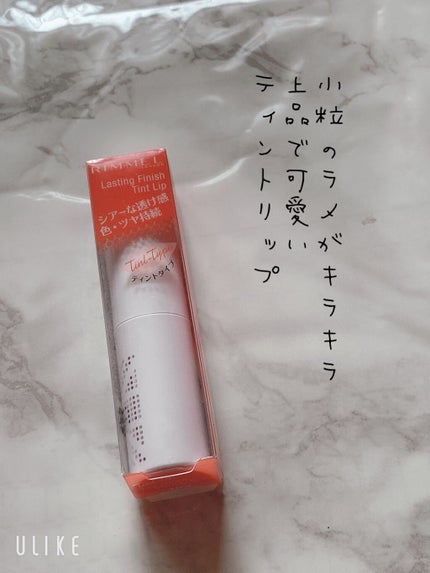 小粒のラメがキラキラ
上品で可愛い
ティントリップ
RIMMEL
Lasting Finish
Tint Lip
シアーな透け感
色・ツヤ持続
Tint Type
ティントタイプ
ULIKE